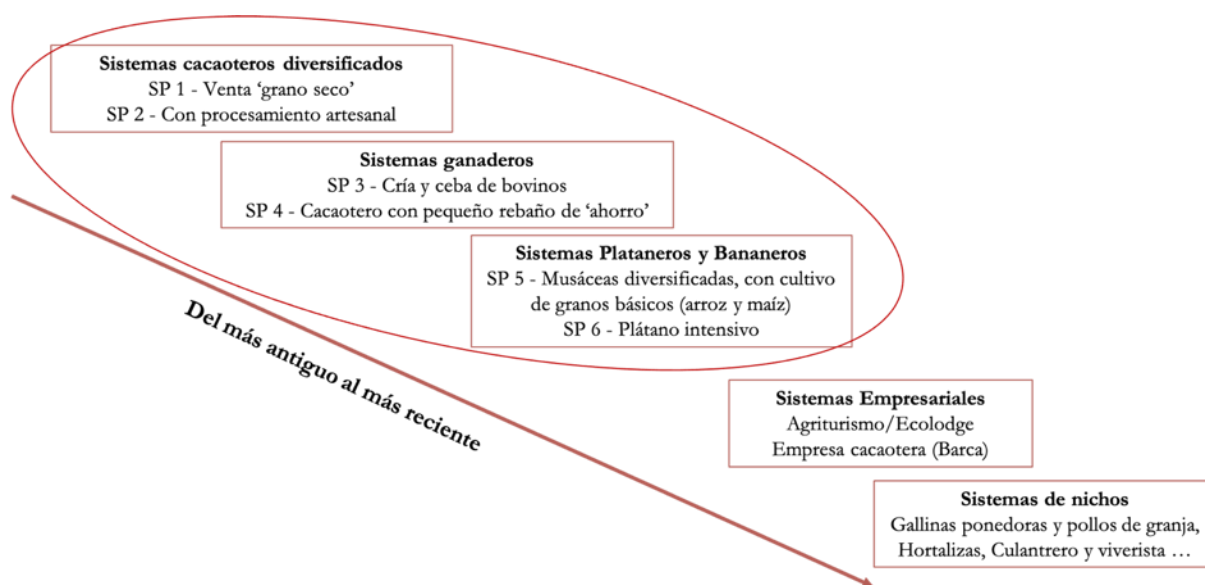 Sistemas cacaoteros diversificados
SP 1 - Venta ‘grano seco’
SP 2 - Con procesamiento artesanal
Sistemas ganaderos
SP 3 - Cría y ceba de bovinos
SP 4 - Cacaotero con pequeño rebaño de ‘ahorro’
Sistemas Plataneros y Bananeros
SP 5 - Musáceas diversificadas, con cultivo
de granos básicos (arroz y maíz)
SP 6 - Plátano intensivo
Del más antiguo al más reciente
Sistemas Empresariales
Agriturismo/Ecolodge
Empresa cacaotera (Barca)
Sistemas de nichos
Gallinas ponedoras y pollos de granja,
Hortalizas, Culantrero y viverista …